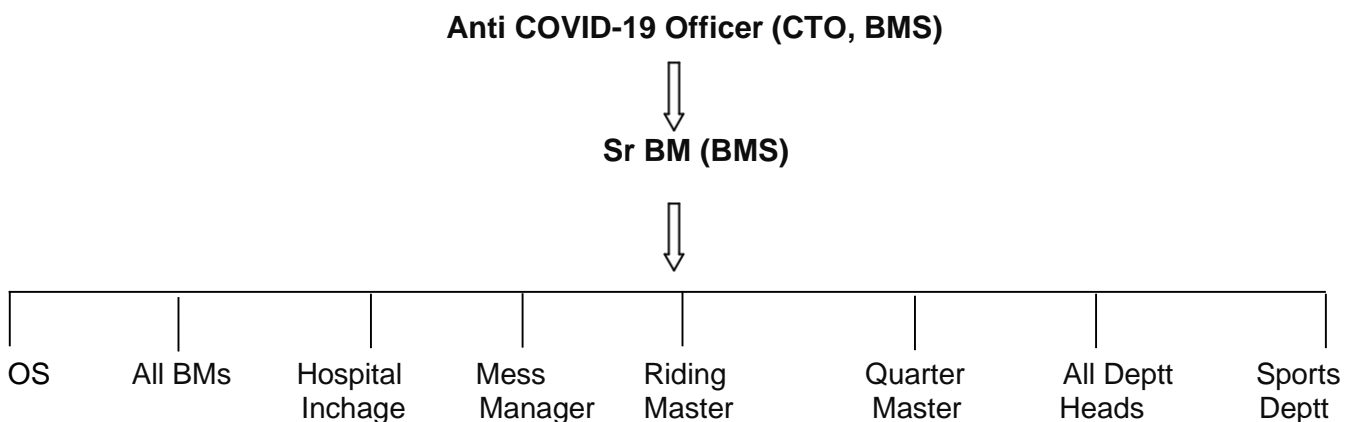 Anti COVID-19 Officer (CTO, BMS)
Sr BM (BMS)
OS All BMs Hospital Mess Riding Quarter All Deptt Sports
Inchage Manager Master Master Heads Deptt